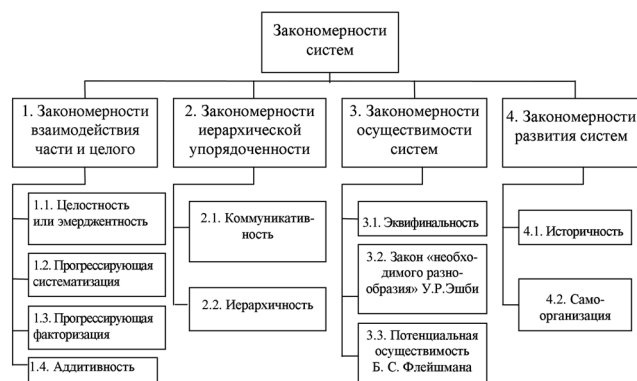 Закономерности
систем
1. Закономерности
взаимодействия
части и целого
2. Закономерности
иерархической
упорядоченности
3. Закономерности
осуществимости
систем
4. Закономерности
развития систем
1.1. Целостность
или эмерджентность
1.2. Прогрессирующая
систематизация
1.3. Прогрессирующая
факторизация
1.4. Аддитивность
2.1. Коммуникатив-
ность
2.2. Иерархичность
3.1. Эквифинальность
3.2. Закон «необхо-
димого разно-
образия» У.Р.Эшби
3.3. Потенциальная
осуществимость
Б. С. Флейшмана
4.1. Историчность
4.2. Само-
организация